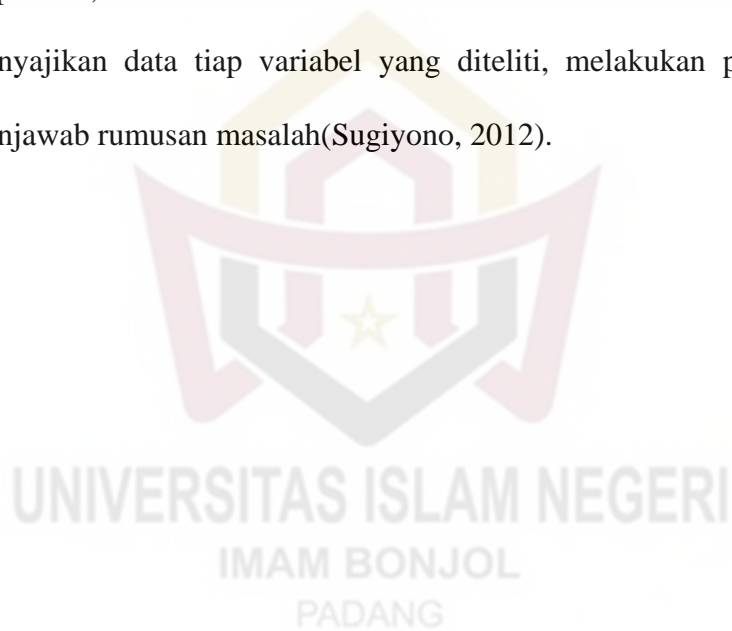 nyajikan data tiap variabel yang diteliti, melakukan p
njawab rumusan masalah(Sugiyono, 2012).
UNIVERSITAS ISLAM NEGERI
IMAM BONJOL
PADANG